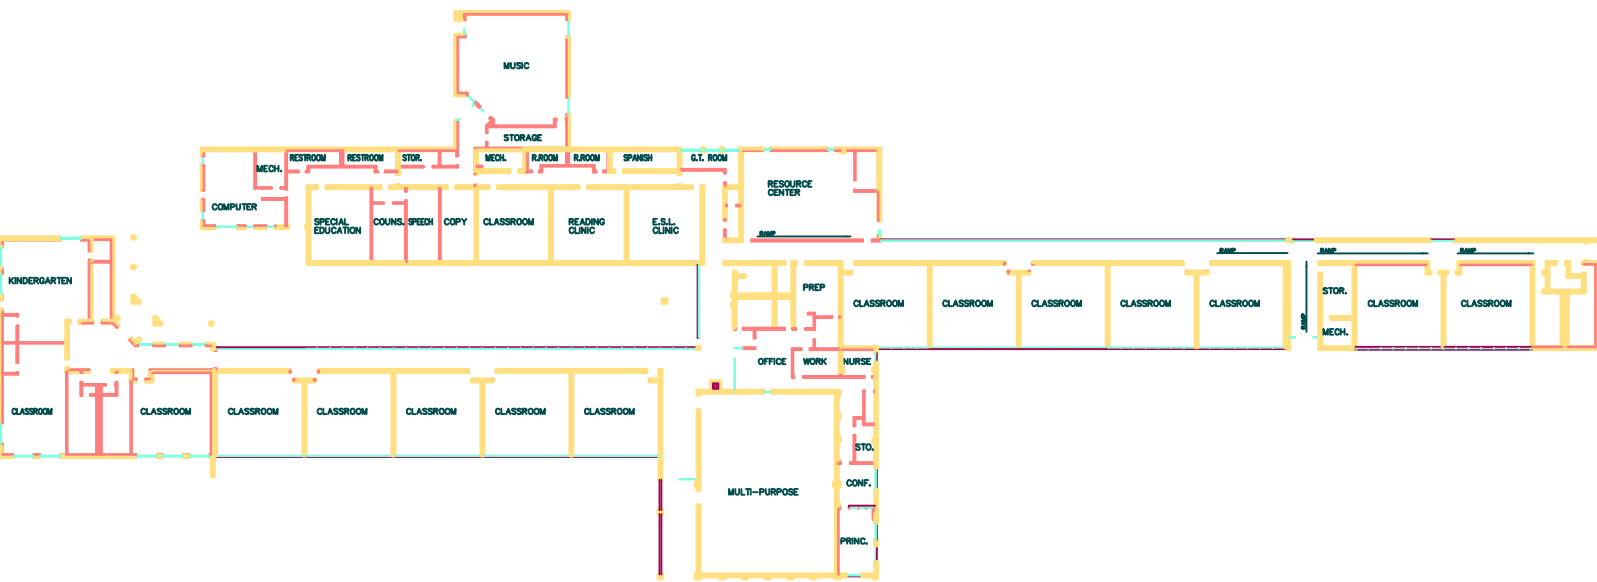 MUSIC
STORAGE
RESTROOM
RESTROOM
STOR.
MECH.
R.ROOM
R.ROOM
SPANISH
G.T. ROOM
MECH.
RESOURCE
CENTER
COMPUTER
SPECIAL
EDUCATION
COUNS.
SPEECH
COPY
CLASSROOM
READING
CLINIC
E.S.L.
CLINIC
RAMP
RAMP
RAMP
RAMP
KINDERGARTEN
PREP
STOR.
CLASSROOM
CLASSROOM
CLASSROOM
CLASSROOM
CLASSROOM
CLASSROOM
CLASSROOM
RAMP
MECH.
OFFICE
WORK
NURSE
CLASSROOM
CLASSROOM
CLASSROOM
CLASSROOM
CLASSROOM
CLASSROOM
CLASSROOM
STO.
CONF.
MULTI-PURPOSE
PRINC.